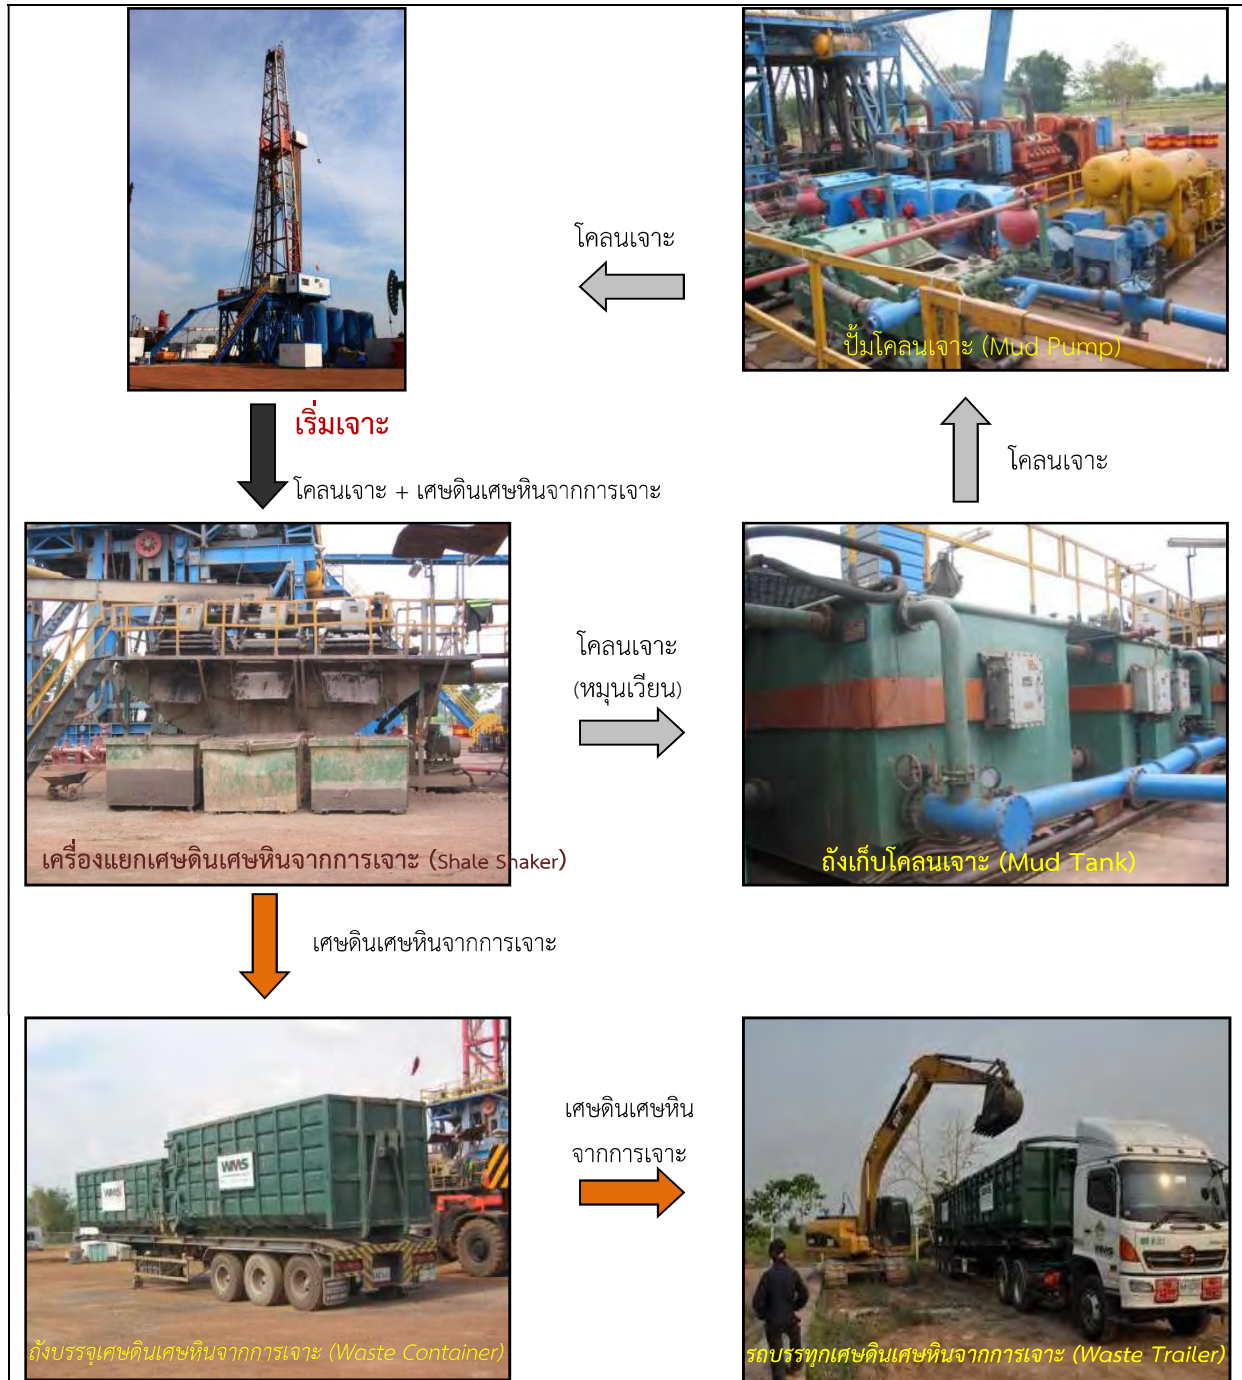 โคลนเจาะ
ปั๊มโคลนเจาะ (Mud Pump)
เริ่มเจาะ
โคลนเจาะ
โคลนเจาะ + เศษดินเศษหินจากการเจาะ
โคลนเจาะ
(หมุนเวียน)
เครื่องแยกเศษดินเศษหินจากการเจาะ (Shale Shaker)
ถังเก็บโคลนเจาะ (Mud Tank)
เศษดินเศษหินจากการเจาะ
WMS
WMS
เศษดินเศษหิน
จากการเจาะ
ถังบรรจุเศษดินเศษหินจากการเจาะ (Waste Container)
รถบรรทุกเศษดินเศษหินจากการเจาะ (Waste Trailer)